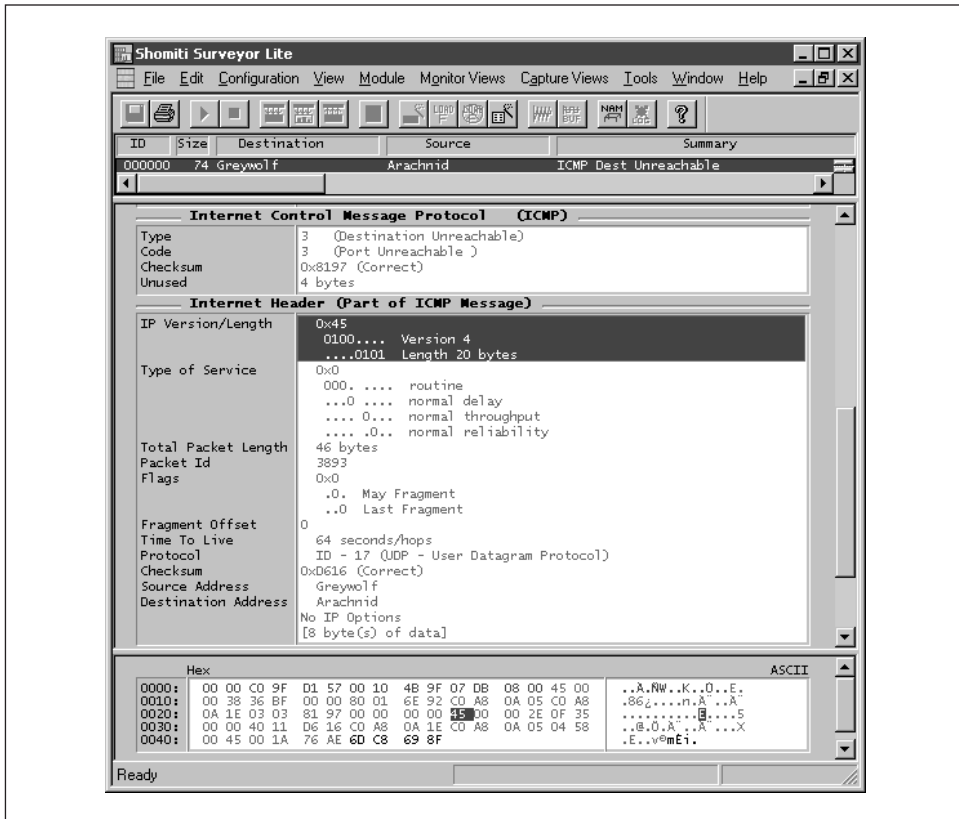 Shomiti Surveyor Lite
File Edit Configuration View Module Monitor Views Capture Views Tools Window Help
ID Size Destination Source Summary
000000 74 Greywolf Arachnid ICMP Dest Unreachable
Internet Control Message Protocol (ICMP)
Type 3 (Destination Unreachable)
Code 3 (Port Unreachable )
Checksum 0x8197 (Correct)
Unused 4 bytes
Internet Header (Part of ICMP Message)
IP Version/Length 0x45
0100.... Version 4
....0101 Length 20 bytes
Type of Service 0x0
000. .... routine
...0 .... normal delay
.... 0... normal throughput
.... .0.. normal reliability
Total Packet Length 46 bytes
Packet Id 3893
Flags 0x0
.0. May Fragment
..0 Last Fragment
Fragment Offset 0
Time To Live 64 seconds/hops
Protocol ID - 17 (UDP - User Datagram Protocol)
Checksum 0xD616 (Correct)
Source Address Greywolf
Destination Address Arachnid
No IP Options
[8 byte(s) of data]
Hex ASCII
0000: 00 00 C0 9F D1 57 00 10 4B 9F 07 DB 08 00 45 00
0010: 00 38 36 BF 00 00 80 01 6E 92 C0 A8 0A 05 C0 A8
0020: 0A 1E 03 03 81 97 00 00 00 00 45 00 00 2E 0F 35
0030: 00 00 40 11 D6 16 C0 A8 0A 1E C0 A8 0A 05 04 58
0040: 00 45 00 1A 76 AE 6D C8 69 8F
Ready